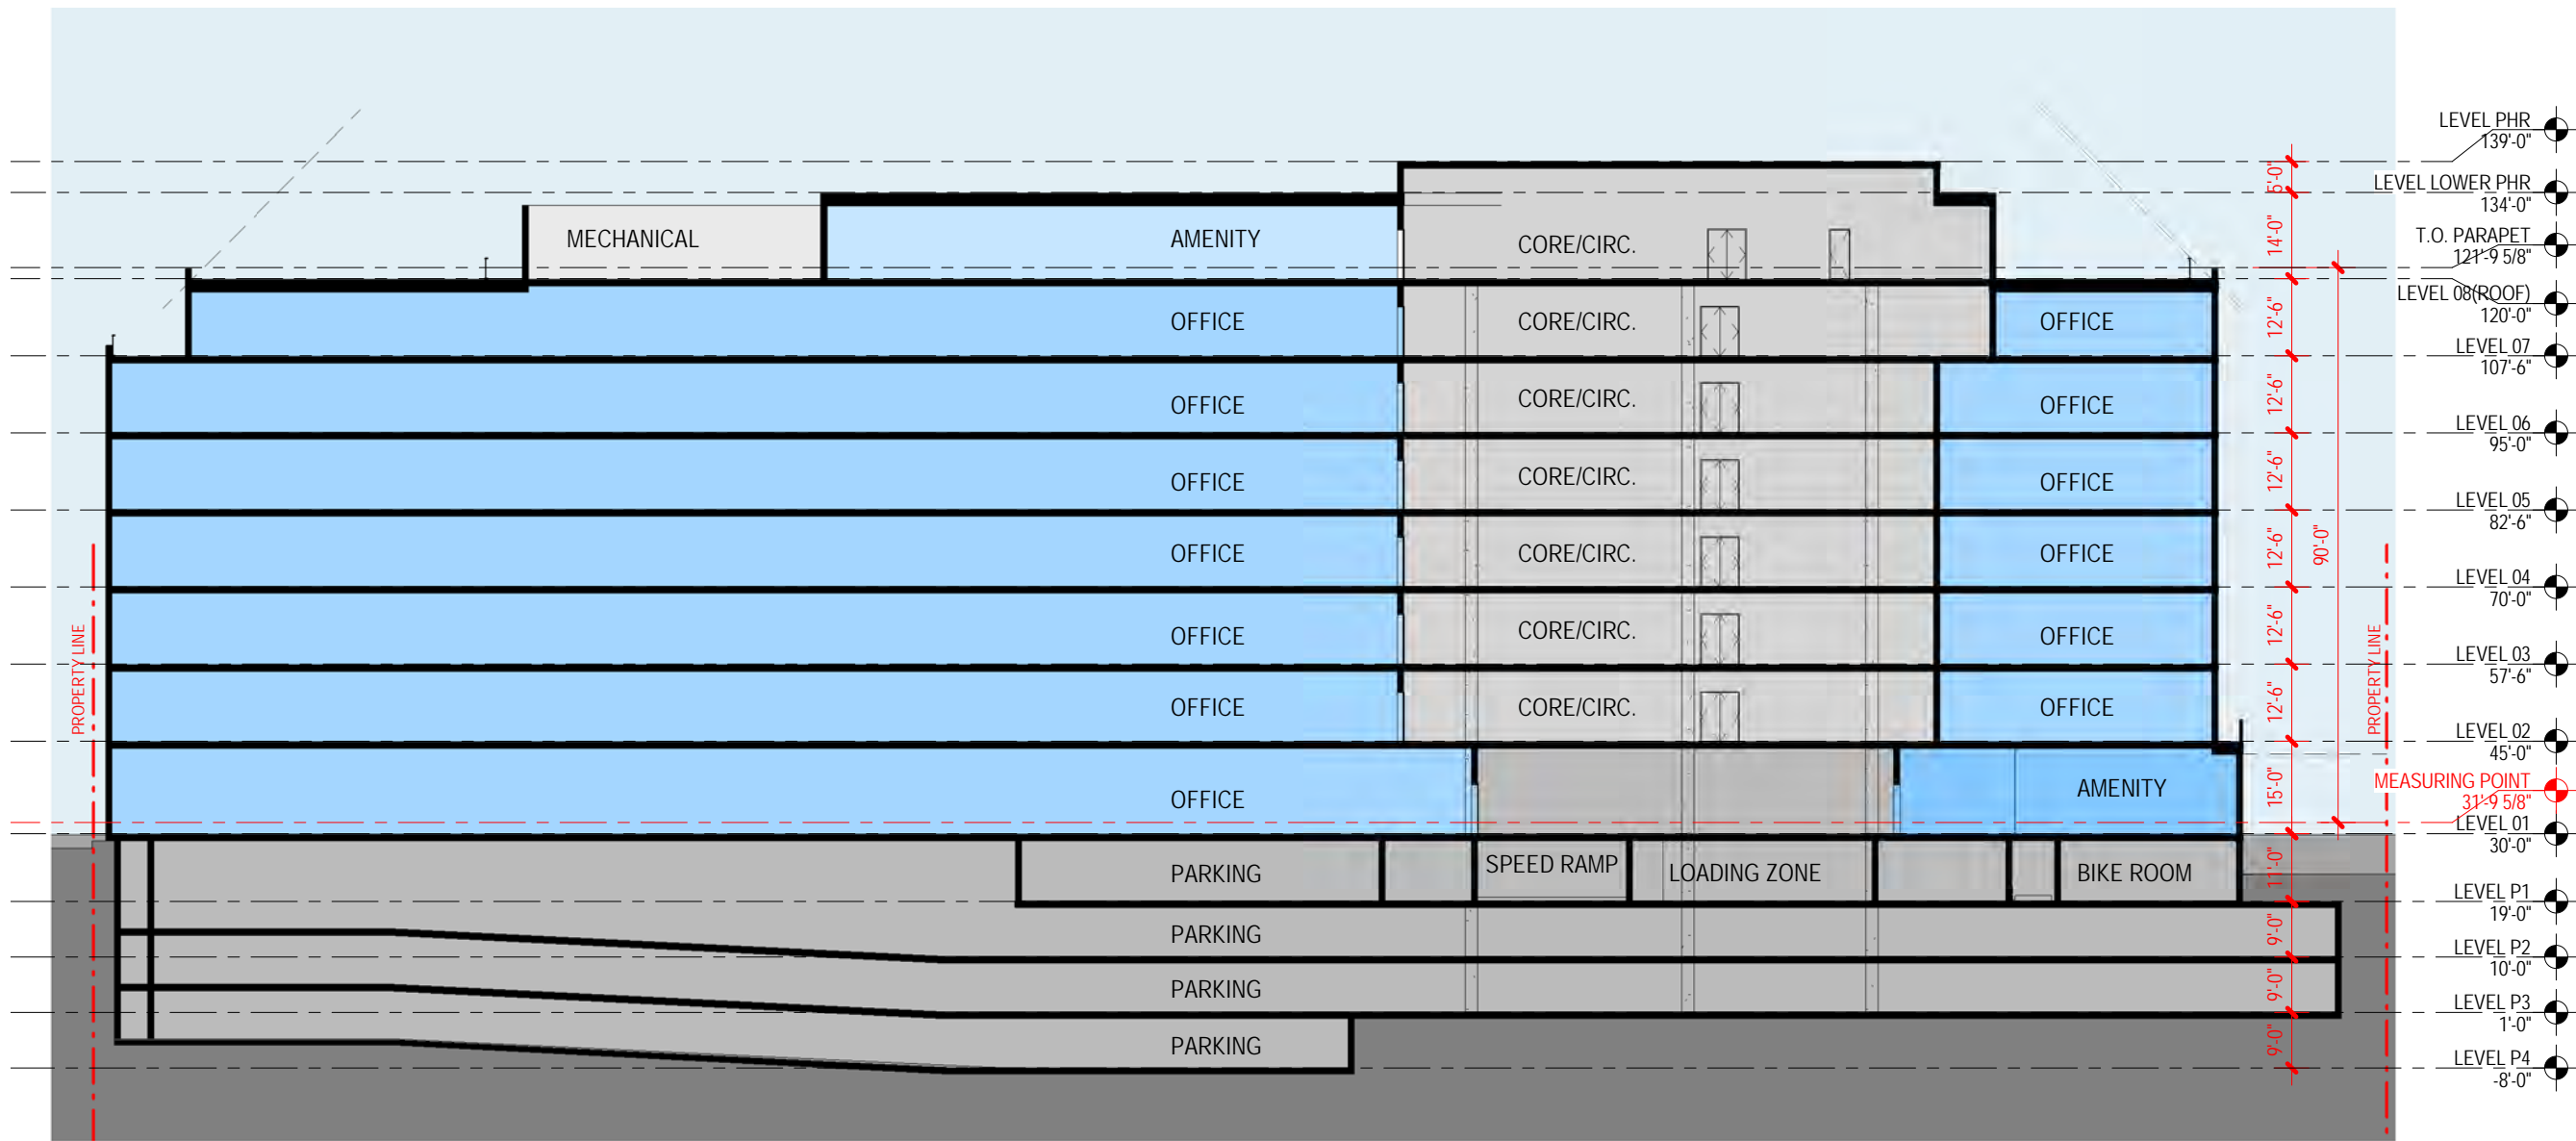 LEVEL PHR
139'-0"
5'-0"
LEVEL LOWER PHR
134'-0"
MECHANICAL
AMENITY
CORE/CIRC.
14'-0"
T.O. PARAPET
121'-9 5/8"
LEVEL 08(ROOF)
120'-0"
OFFICE
CORE/CIRC.
OFFICE
12'-6"
LEVEL 07
107'-6"
OFFICE
CORE/CIRC.
OFFICE
12'-6"
LEVEL 06
95'-0"
OFFICE
CORE/CIRC.
OFFICE
12'-6"
LEVEL 05
82'-6"
OFFICE
CORE/CIRC.
OFFICE
12'-6"
90'-0"
LEVEL 04
70'-0"
OFFICE
CORE/CIRC.
OFFICE
12'-6"
LEVEL 03
57'-6"
PROPERTY LINE
OFFICE
CORE/CIRC.
OFFICE
12'-6"
PROPERTY LINE
LEVEL 02
45'-0"
OFFICE
AMENITY
15'-0"
MEASURING POINT
31'-9 5/8"
LEVEL 01
30'-0"
PARKING
SPEED RAMP
LOADING ZONE
BIKE ROOM
11'-0"
LEVEL P1
19'-0"
PARKING
9'-0"
LEVEL P2
10'-0"
PARKING
9'-0"
LEVEL P3
1'-0"
PARKING
9'-0"
LEVEL P4
-8'-0"